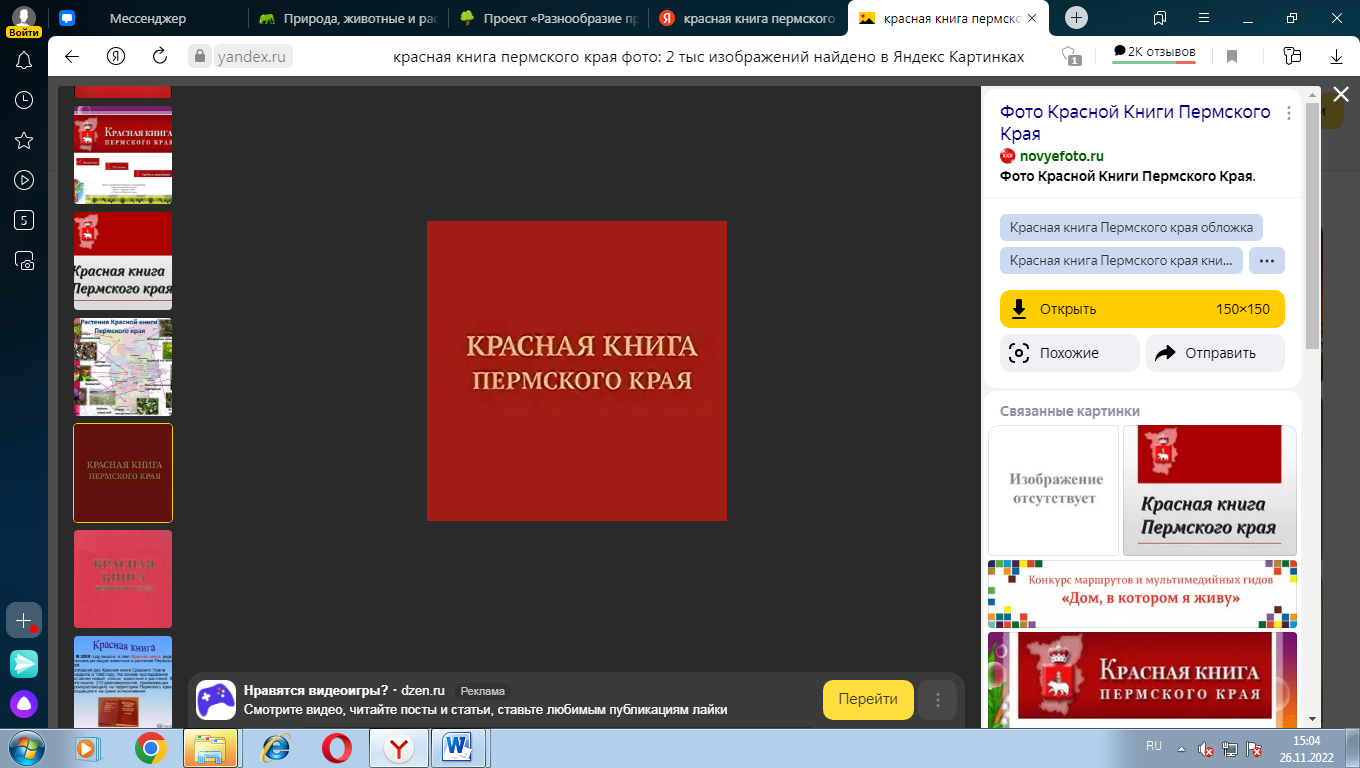 Войти
Мессенджер
Природа, животные и рас
Проект «Разнообразие пр
красная книга пермского
красная книга пермско
yandex.ru
красная книга пермского края фото: 2 тыс изображений найдено в Яндекс Картинках
1
2K отзывов
5
КРАСНАЯ КНИГА
ПЕРМСКОГО КРАЯ
Красная книга
Пермского края
Растения Красной книги
Пермского края
КРАСНАЯ КНИГА
ПЕРМСКОГО КРАЯ
КРАСНАЯ
КНИГА
Красная книга
КРАСНАЯ КНИГА
ПЕРМСКОГО КРАЯ
Нравятся видеоигры? · dzen.ru Реклама
Смотрите видео, читайте посты и статьи, ставьте любимым публикациям лайки
Перейти
Фото Красной Книги Пермского
Края
novyefoto.ru
Фото Красной Книги Пермского Края.
Красная книга Пермского края обложка
Красная книга Пермского края кни...
Открыть 150×150
Похожие Отправить
Связанные картинки
Изображение
отсутствует
Красная книга
Пермского края
Конкурс маршрутов и мультимедийных гидов
«Дом, в котором я живу»
КРАСНАЯ КНИГА
ПЕРМСКОГО КРАЯ
RU
15:04
26.11.2022